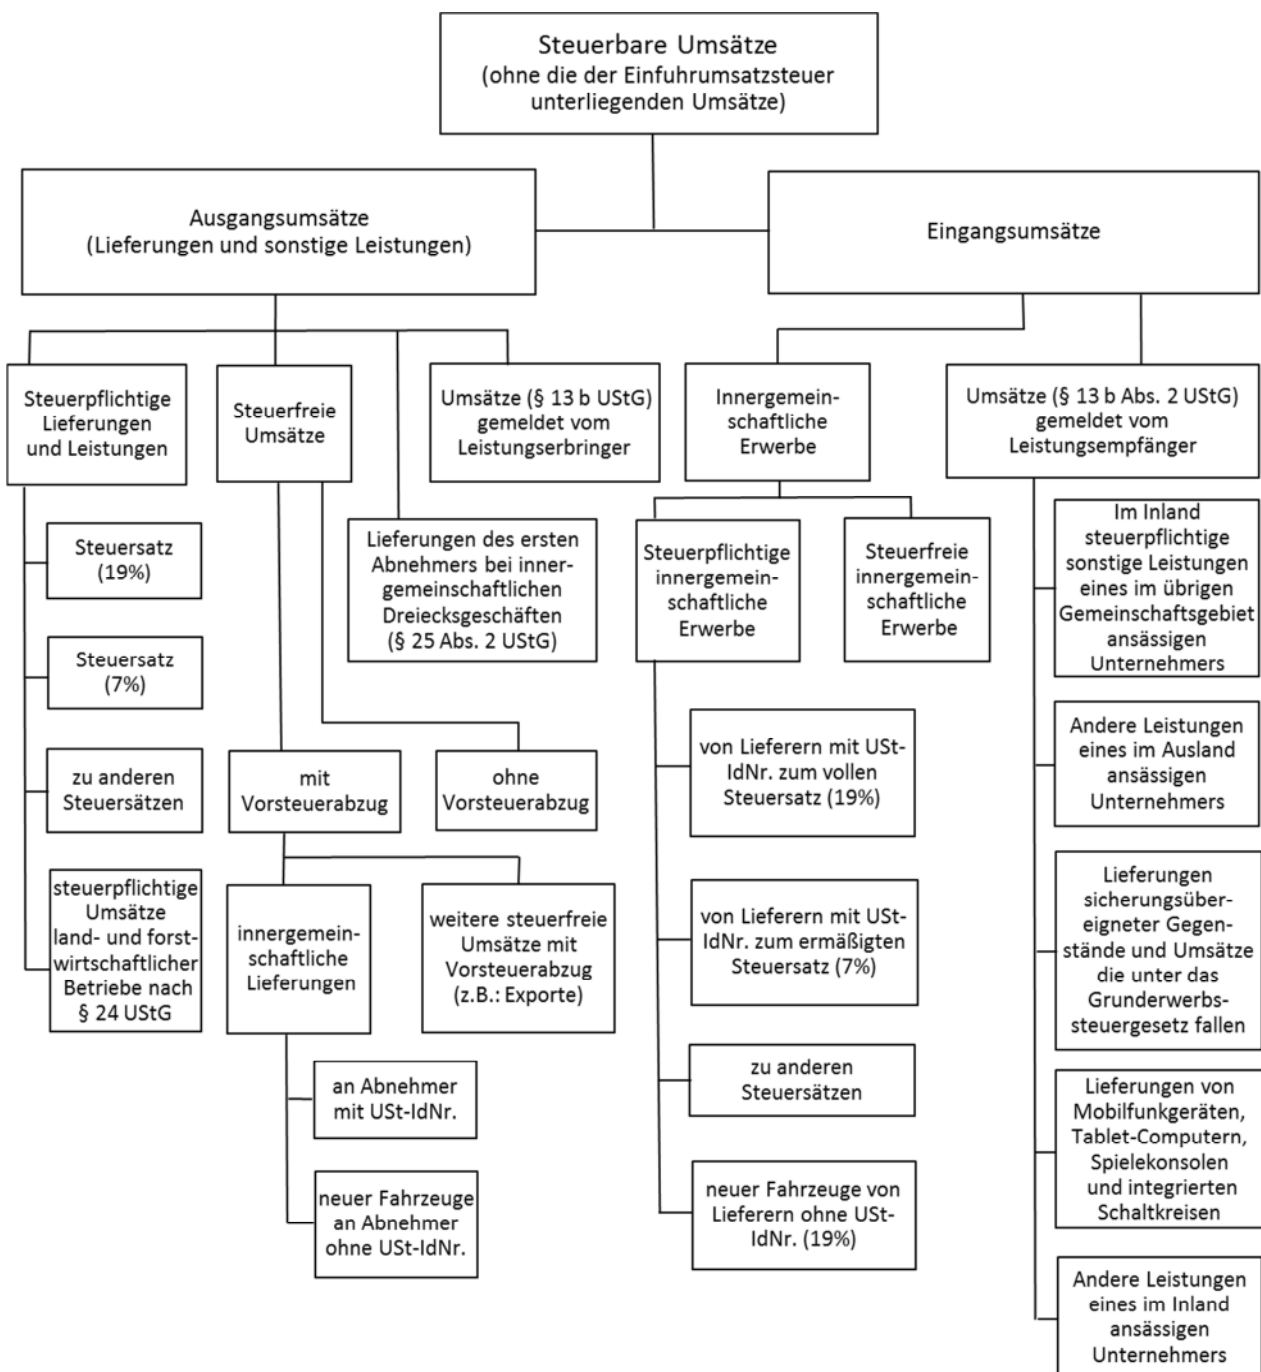 Steuerbare Umsätze
(ohne die der Einfuhrumsatzsteuer
unterliegenden Umsätze)
Ausgangsumsätze
(Lieferungen und sonstige Leistungen)
Eingangsumsätze
Steuerpflichtige
Lieferungen
und Leistungen
Steuerfreie
Umsätze
Umsätze (§ 13 b UStG)
gemeldet vom
Leistungserbringer
Innergemein-
schaftliche
Erwerbe
Umsätze (§ 13 b Abs. 2 UStG)
gemeldet vom
Leistungsempfänger
Steuersatz
(19%)
Steuersatz
(7%)
zu anderen
Steuersätzen
steuerpflichtige
Umsätze
land- und forst-
wirtschaftlicher
Betriebe nach
§ 24 UStG
Lieferungen des ersten
Abnehmers bei inner-
gemeinschaftlichen
Dreiecksgeschäften
(§ 25 Abs. 2 UStG)
mit
Vorsteuerabzug
ohne
Vorsteuerabzug
innergemein-
schaftliche
Lieferungen
weitere steuerfreie
Umsätze mit
Vorsteuerabzug
(z.B.: Exporte)
an Abnehmer
mit USt-IdNr.
neuer Fahrzeuge
an Abnehmer
ohne USt-IdNr.
Steuerpflichtige
innergemein-
schaftliche
Erwerbe
Steuerfreie
innergemein-
schaftliche
Erwerbe
von Lieferern mit USt-
IdNr. zum vollen
Steuersatz (19%)
von Lieferern mit USt-
IdNr. zum ermäßigten
Steuersatz (7%)
zu anderen
Steuersätzen
neuer Fahrzeuge von
Lieferern ohne USt-
IdNr. (19%)
Im Inland
steuerpflichtige
sonstige Leistungen
eines im übrigen
Gemeinschaftsgebiet
ansässigen
Unternehmers
Andere Leistungen
eines im Ausland
ansässigen
Unternehmers
Lieferungen
sicherungsüber-
eigneter Gegen-
stände und Umsätze
die unter das
Grunderwerbs-
steuergesetz fallen
Lieferungen von
Mobilfunkgeräten,
Tablet-Computern,
Spielekonsolen
und integrierten
Schaltkreisen
Andere Leistungen
eines im Inland
ansässigen
Unternehmers